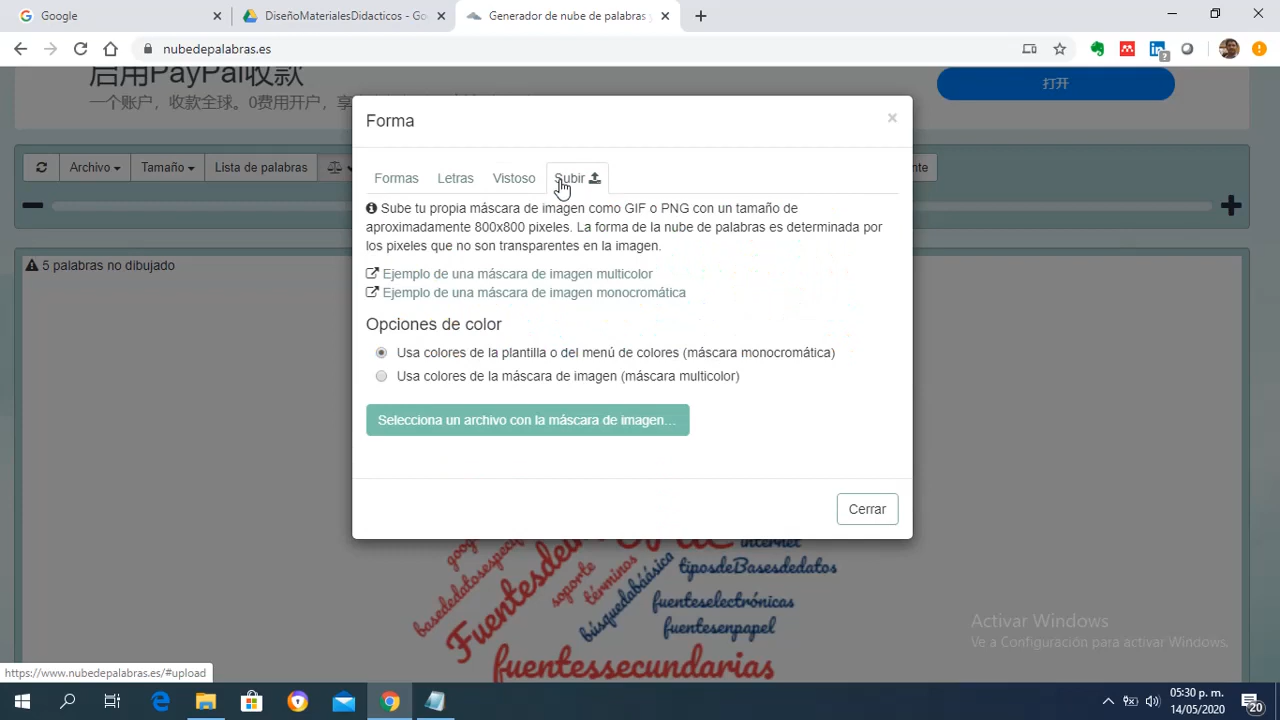 Google
DiseñoMaterialesDidacticos - Go
Generador de nube de palabras y
nubedepalabras.es
启用PayPal收款
一个账户，收款全球。0费用开户，享
打开
Forma
Archivo
Tamaño
Lista de palabras
Formas
Letras
Vistoso
Subir
Sube tu propia máscara de imagen como GIF o PNG con un tamaño de
aproximadamente 800x800 pixeles. La forma de la nube de palabras es determinada por
los pixeles que no son transparentes en la imagen.
5 palabras no dibujado
Ejemplo de una máscara de imagen multicolor
Ejemplo de una máscara de imagen monocromática
Opciones de color
Usa colores de la plantilla o del menú de colores (máscara monocromática)
Usa colores de la máscara de imagen (máscara multicolor)
Selecciona un archivo con la máscara de imagen...
Cerrar
internet
soporte
términos
tiposdeBasesdedatos
búsquedabáásica
fuenteselectrónicas
fuentesenpapel
fuentessecundarias
Activar Windows
Ve a Configuración para activar Windows.
https://www.nubedepalabras.es/#upload
05:30 p. m.
14/05/2020
20